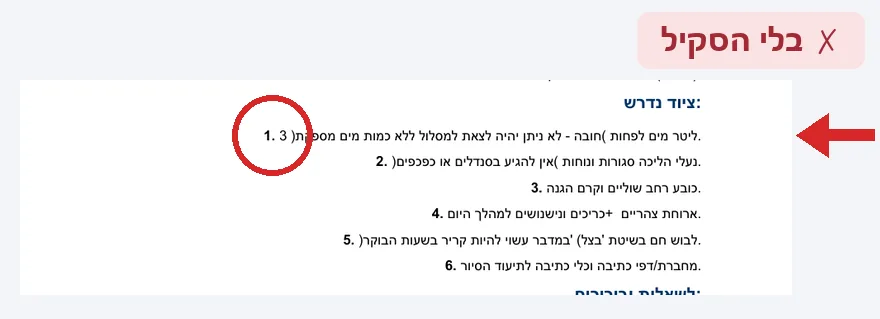 ✗ בלי הסקיל
ציוד נדרש:
1. 3 ליטר מים לפחות )חובה - לא ניתן יהיה לצאת למסלול ללא כמות מים מספקת(.
2. נעלי הליכה סגורות ונוחות )אין להגיע בסנדלים או כפכפים(.
3. כובע רחב שוליים וקרם הגנה.
4. ארוחת צהריים +כריכים ונישנושים למהלך היום.
5. לבוש חם בשיטת 'בצל' )במדבר עשוי להיות קריר בשעות הבוקר(.
6. מחברת/דפי כתיבה וכלי כתיבה לתיעוד הסיור.